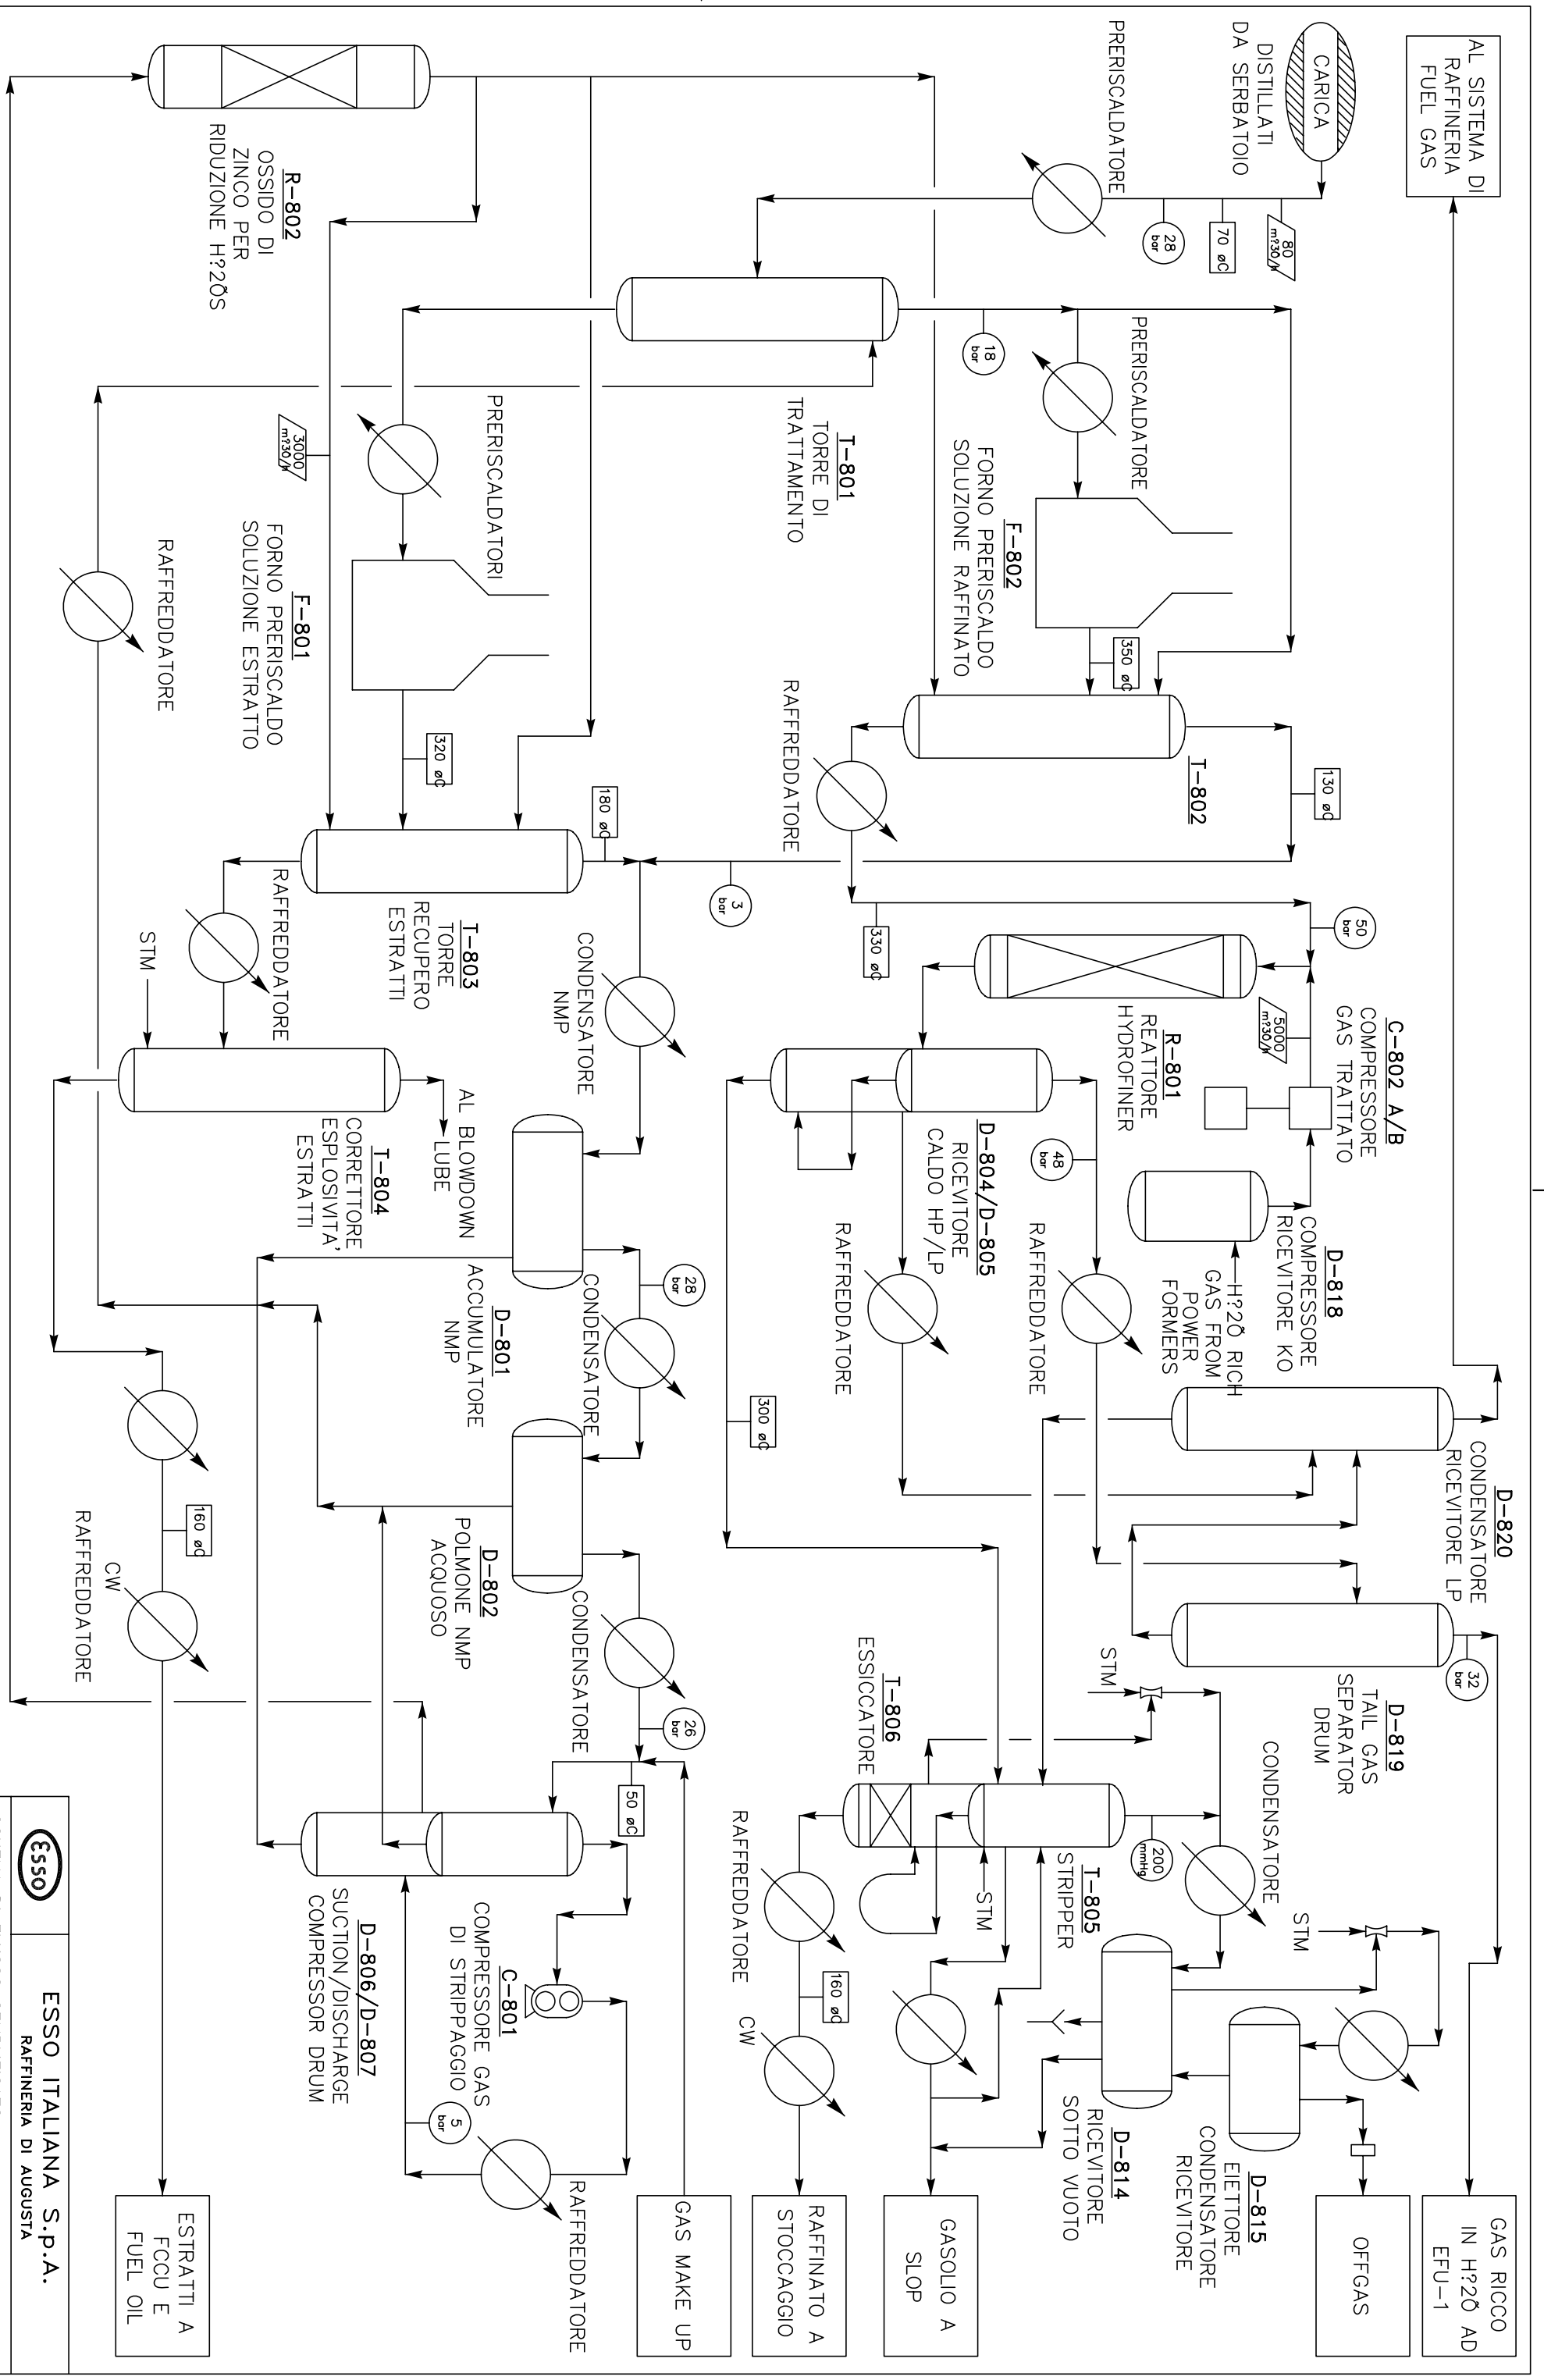 AL SISTEMA DI
RAFFINERIA
FUEL GAS
CARICA
DISTILLATI
DA SERBATOIO
80
m?30/h
70 øC
28
bar
PRERISCALDATORE
R-802
OSSIDO DI
ZINCO PER
RIDUZIONE H?2ÕS
18
bar
PRERISCALDATORE
T-801
TORRE DI
TRATTAMENTO
F-802
FORNO PRERISCALDO
SOLUZIONE RAFFINATO
350 øC
PRERISCALDATORI
3000
m?30/h
F-801
FORNO PRERISCALDO
SOLUZIONE ESTRATTO
320 øC
RAFFREDDATORE
T-802
130 øC
RAFFREDDATORE
180 øC
3
bar
330 øC
50
bar
T-803
TORRE
RECUPERO
ESTRATTI
RAFFREDDATORE
STM
CONDENSATORE
NMP
R-801
REATTORE
HYDROFINER
5000
m?30/h
C-802 A/B
COMPRESSORE
GAS TRATTATO
D-818
COMPRESSORE
RICEVITORE KO
H?2Õ RICH
GAS FROM
POWER
FORMERS
D-804/D-805
RICEVITORE
CALDO HP/LP
48
bar
RAFFREDDATORE
RAFFREDDATORE
AL BLOWDOWN
LUBE
T-804
CORRETTORE
ESPLOSIVITA'
ESTRATTI
D-801
ACCUMULATORE
NMP
28
bar
CONDENSATORE
300 øC
D-820
CONDENSATORE
RICEVITORE LP
D-802
POLMONE NMP
ACQUOSO
CONDENSATORE
26
bar
160 øC
CW
RAFFREDDATORE
32
bar
D-819
TAIL GAS
SEPARATOR
DRUM
STM
T-806
ESSICCATORE
CONDENSATORE
50 øC
T-805
STRIPPER
200
mmHg
STM
STM
RAFFREDDATORE
160 øC
CW
D-806/D-807
SUCTION/DISCHARGE
COMPRESSOR DRUM
C-801
COMPRESSORE GAS
DI STRIPPAGGIO
5
bar
RAFFREDDATORE
D-814
RICEVITORE
SOTTO VUOTO
D-815
EIETTORE
CONDENSATORE
RICEVITORE
GAS RICCO
IN H?2Õ AD
EFU-1
OFFGAS
GASOLIO A
SLOP
RAFFINATO A
STOCCAGGIO
GAS MAKE UP
ESTRATTI A
FCCU E
FUEL OIL
Esso
ESSO ITALIANA S.p.A.
RAFFINERIA DI AUGUSTA